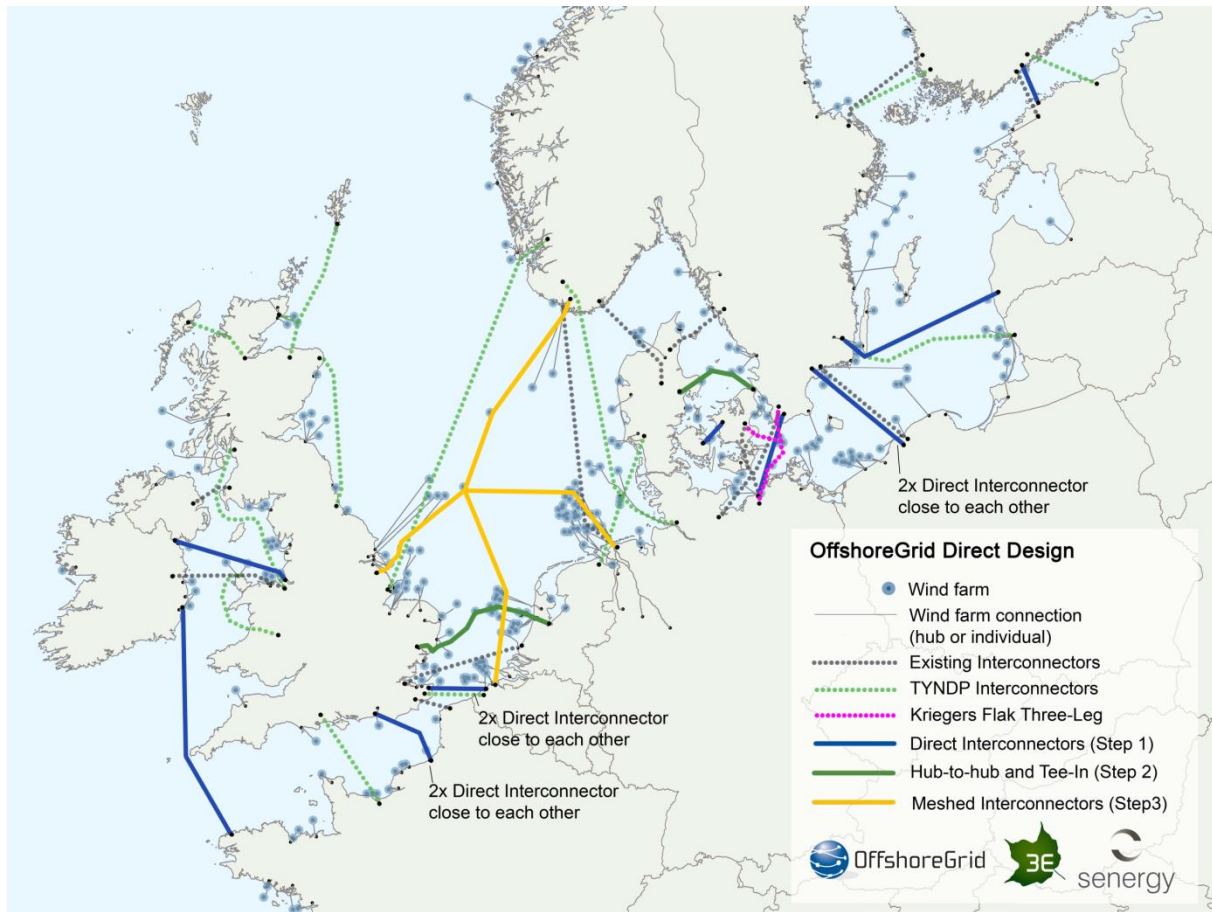 2x Direct Interconnector
close to each other
2x Direct Interconnector
close to each other
2x Direct Interconnector
close to each other
OffshoreGrid Direct Design
Wind farm
Wind farm connection
(hub or individual)
Existing Interconnectors
TYNDP Interconnectors
Kriegers Flak Three-Leg
Direct Interconnectors (Step 1)
Hub-to-hub and Tee-In (Step 2)
Meshed Interconnectors (Step3)
OffshoreGrid
3E
senergy